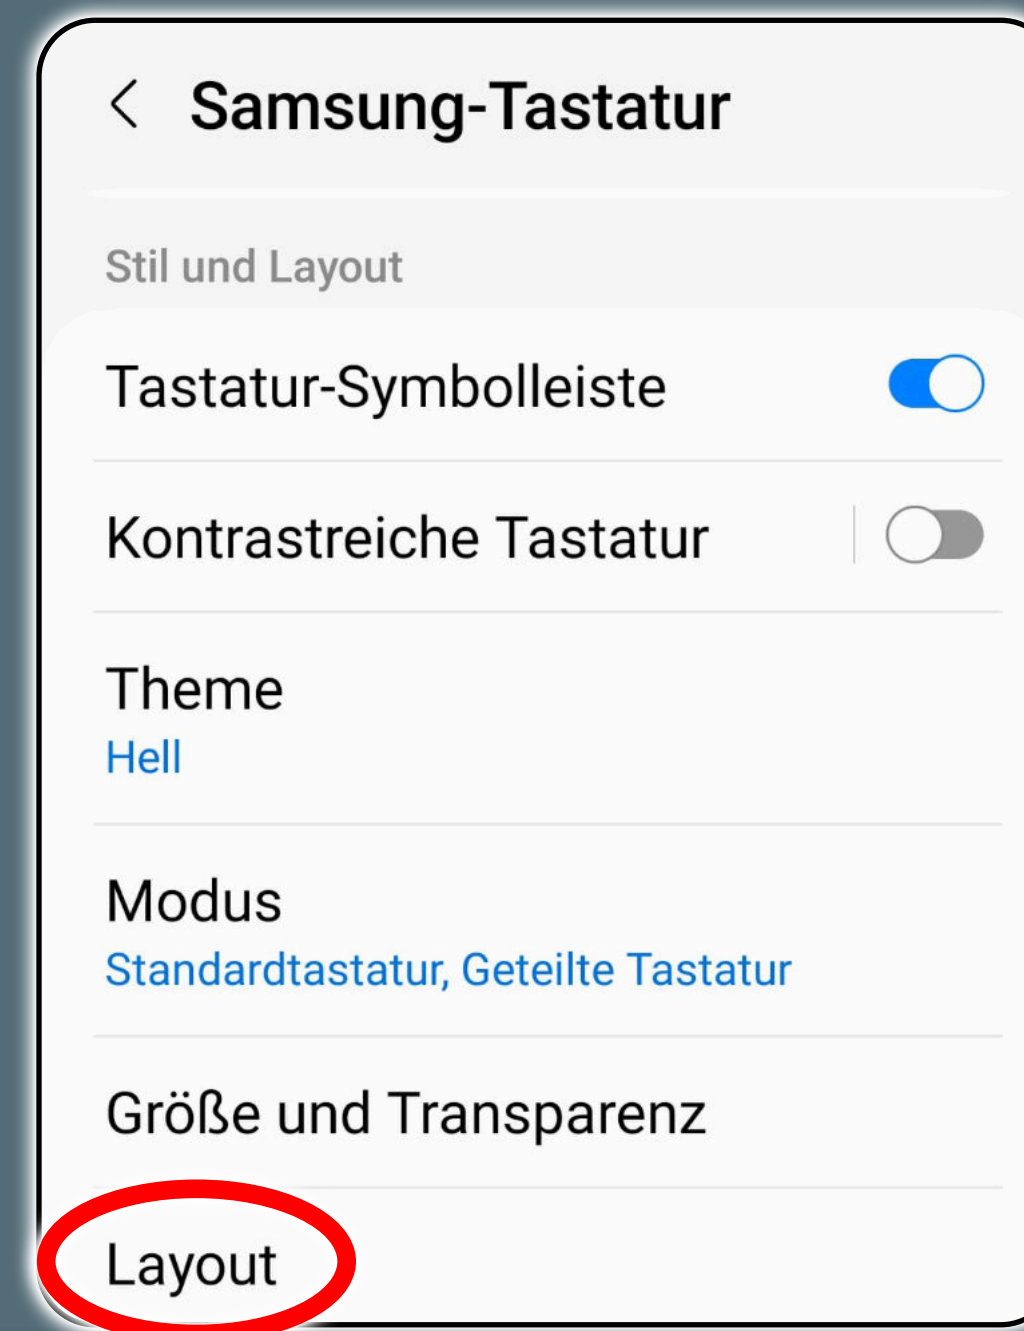 Samsung-Tastatur
Stil und Layout
Tastatur-Symbolleiste
Kontrastreiche Tastatur
Theme
Hell
Modus
Standardtastatur, Geteilte Tastatur
Größe und Transparenz
Layout